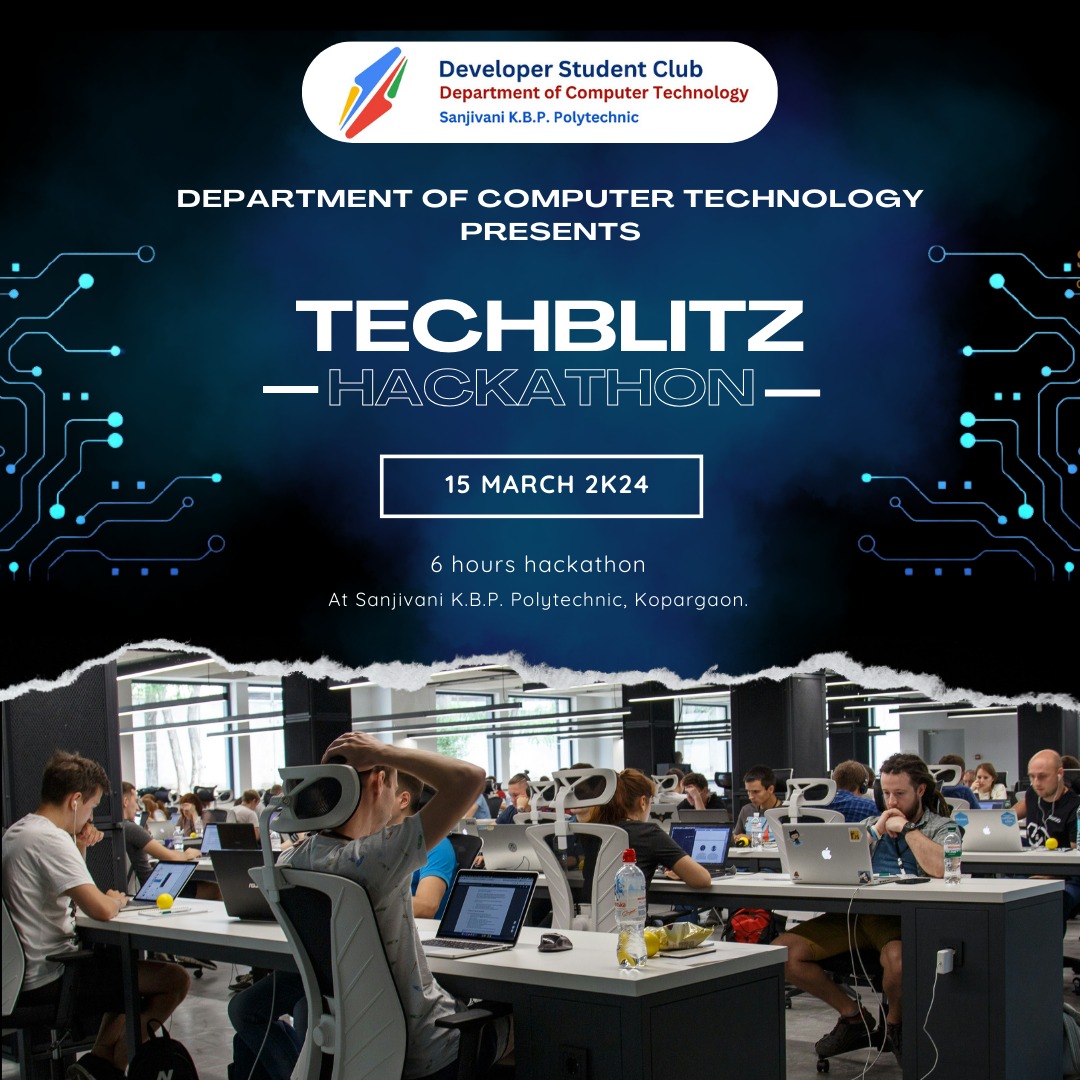 Developer Student Club
Department of Computer Technology
Sanjivani K.B.P. Polytechnic
DEPARTMENT OF COMPUTER TECHNOLOGY
PRESENTS
TECHBLITZ
HACKATHON
15 MARCH 2K24
6 hours hackathon
At Sanjivani K.B.P. Polytechnic, Kopargaon.